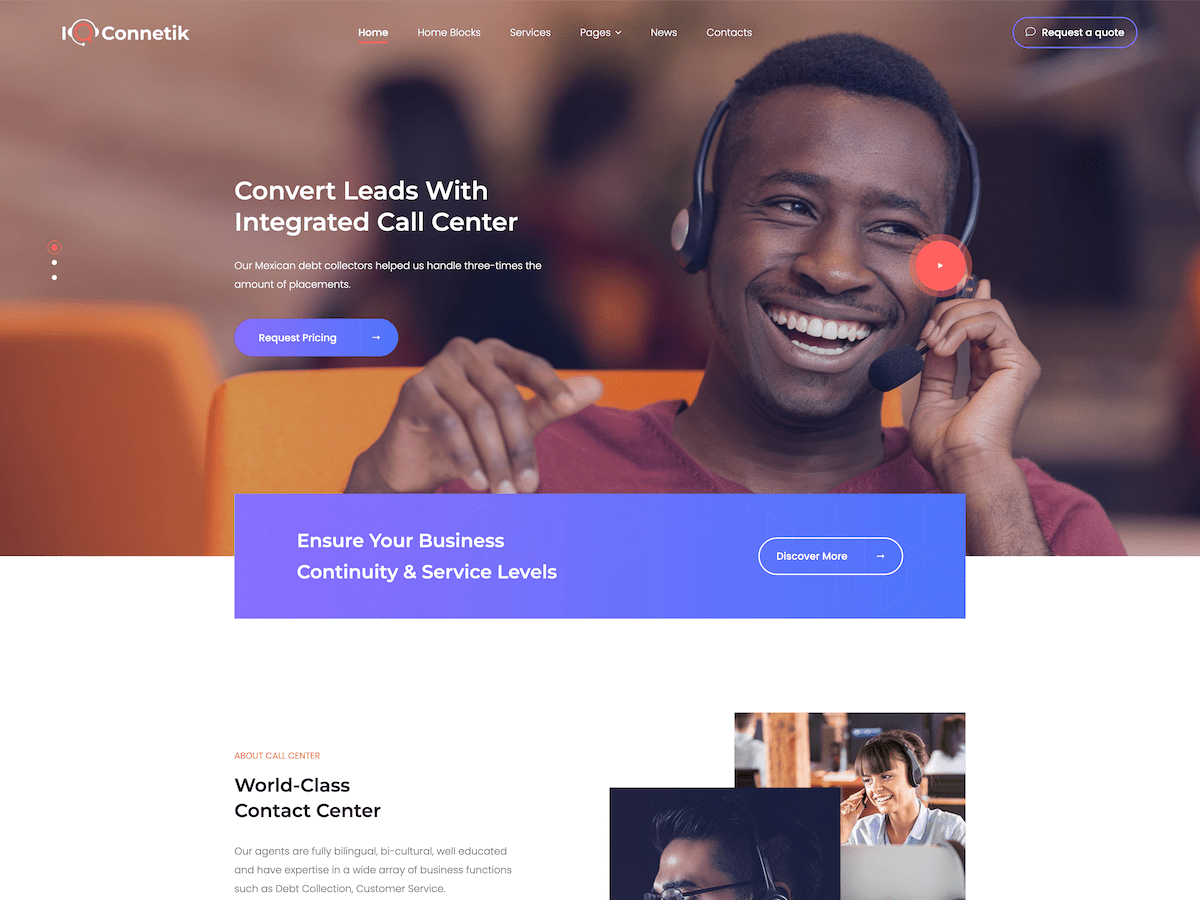 Connetik
Home
Home Blocks
Services
Pages
News
Contacts
Request a quote
Convert Leads With
Integrated Call Center
Our Mexican debt collectors helped us handle three-times the
amount of placements.
Request Pricing
Ensure Your Business
Continuity & Service Levels
Discover More
ABOUT CALL CENTER
World-Class
Contact Center
Our agents are fully bilingual, bi-cultural, well educated
and have expertise in a wide array of business functions
such as Debt Collection, Customer Service.